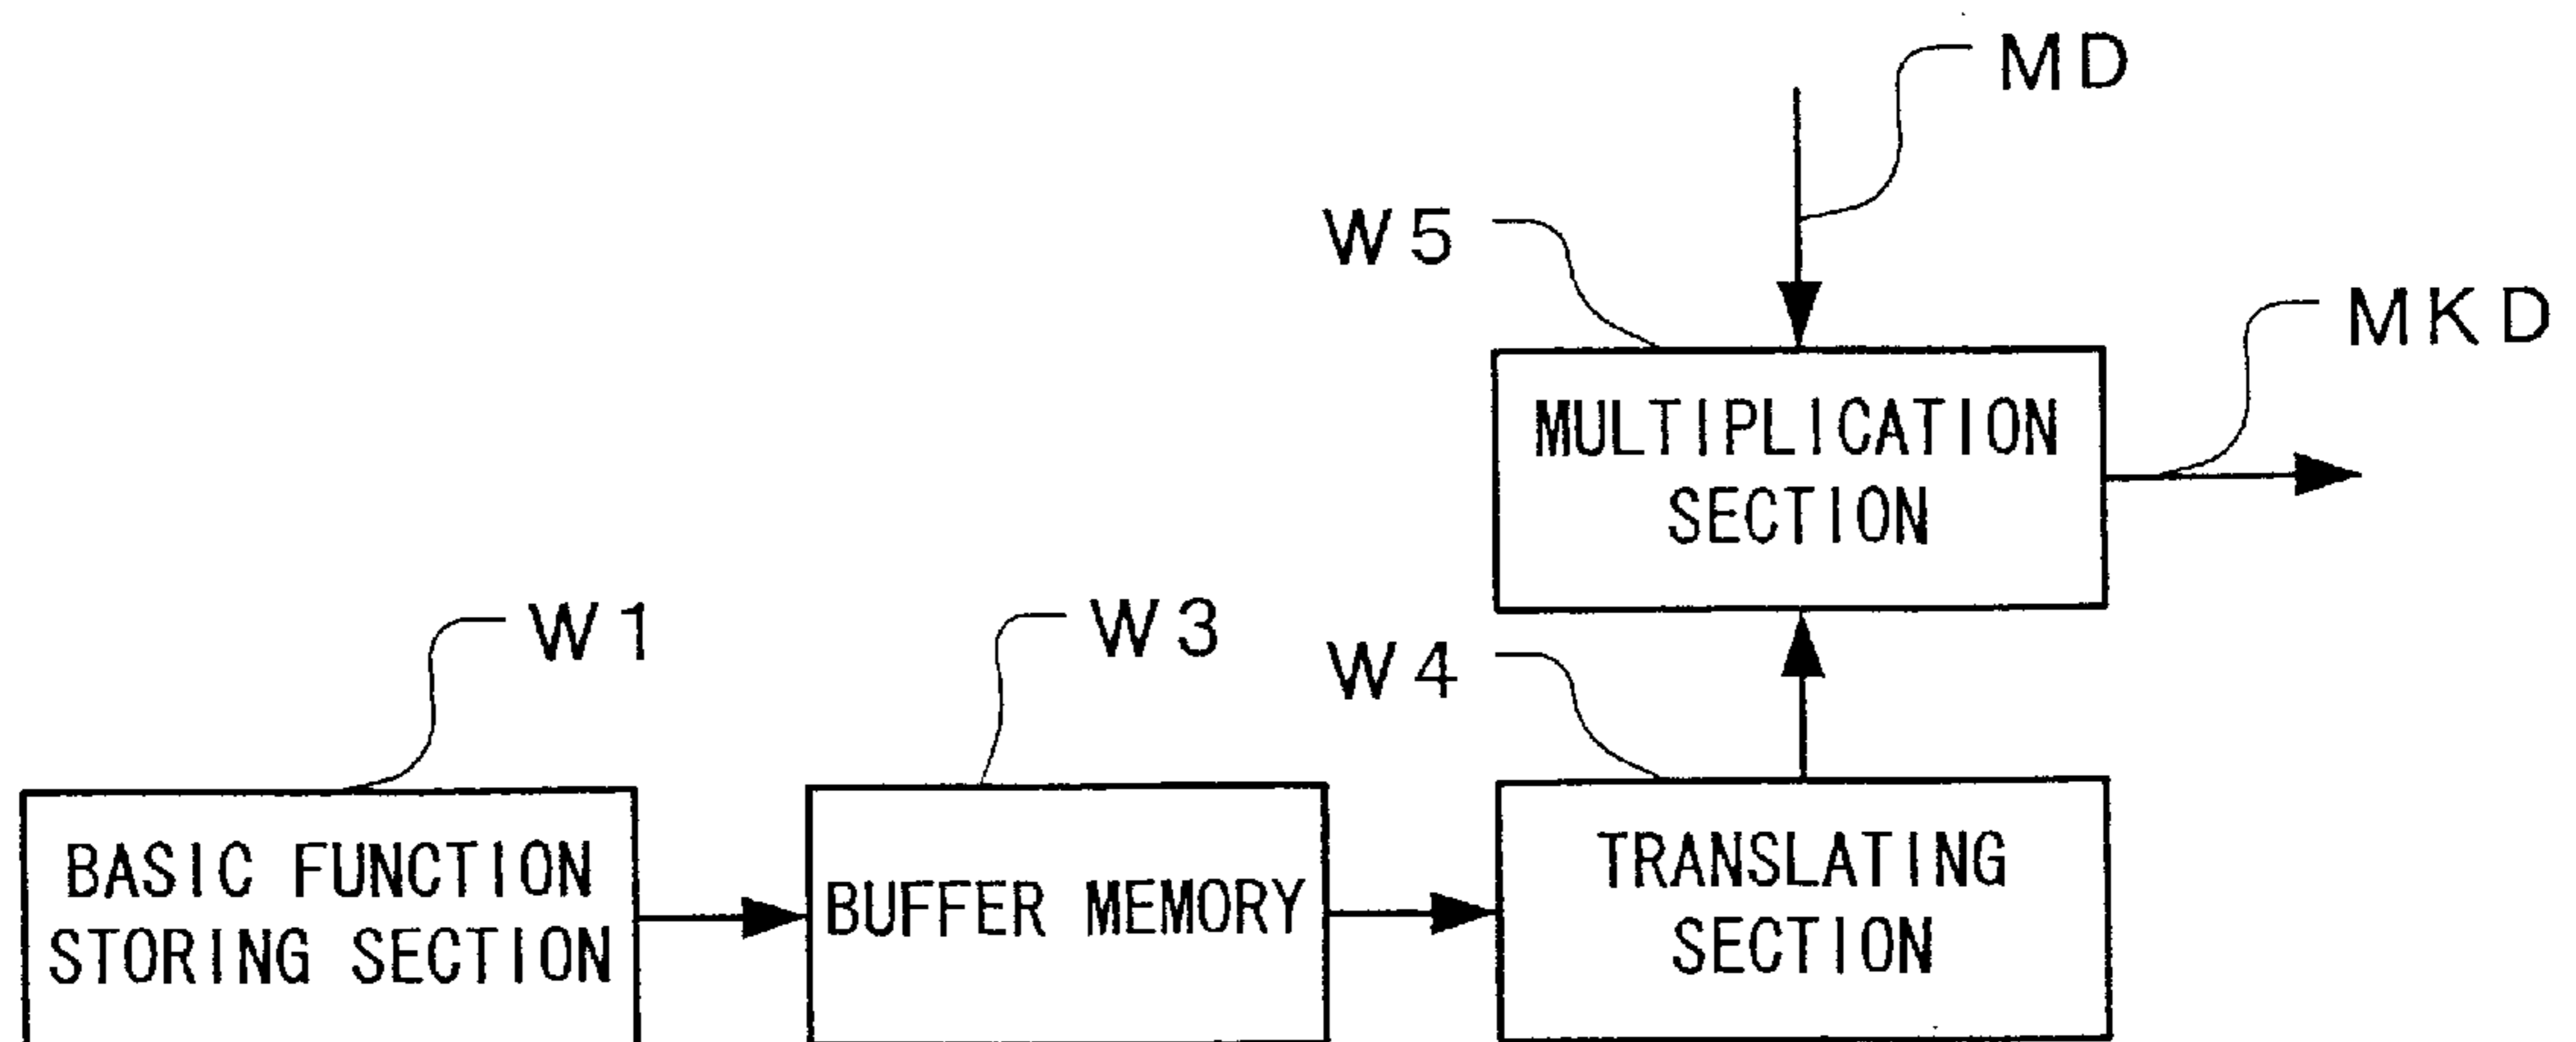 MD
W5
MKD
MULTIPLICATION
SECTION
W1
W3
W4
BASIC FUNCTION
STORING SECTION
BUFFER MEMORY
TRANSLATING
SECTION